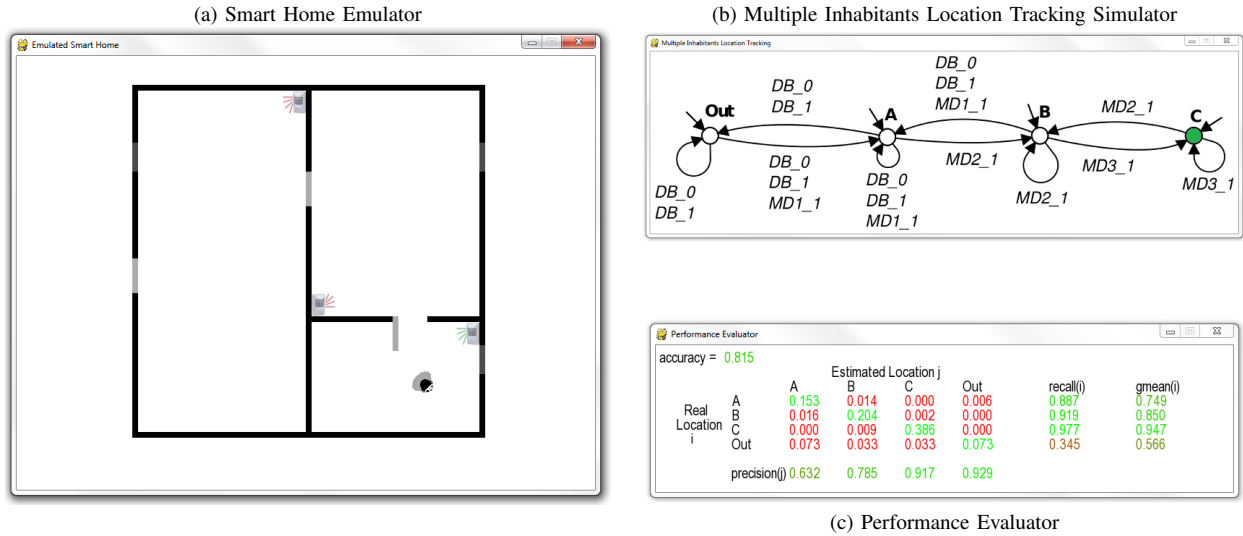 (a) Smart Home Emulator
Emulated Smart Home
(b) Multiple Inhabitants Location Tracking Simulator
Multiple Inhabitants Location Tracking
DB_0
DB_0
DB_1
DB_1
MD1_1
MD2_1
Out
A
B
C
DB_0
MD2_1
MD3_1
DB_1
MD1_1
DB_0
DB_0
MD2_1
MD3_1
DB_1
DB_1
MD1_1
Performance Evaluator
accuracy = 0.815
Estimated Location j
A B C Out recall(i) gmean(i)
Real Location i
A 0.153 0.014 0.000 0.006 0.887 0.749
B 0.016 0.204 0.002 0.000 0.919 0.850
C 0.000 0.009 0.386 0.000 0.977 0.947
Out 0.073 0.033 0.033 0.073 0.345 0.566
precision(j) 0.632 0.785 0.917 0.929
(c) Performance Evaluator